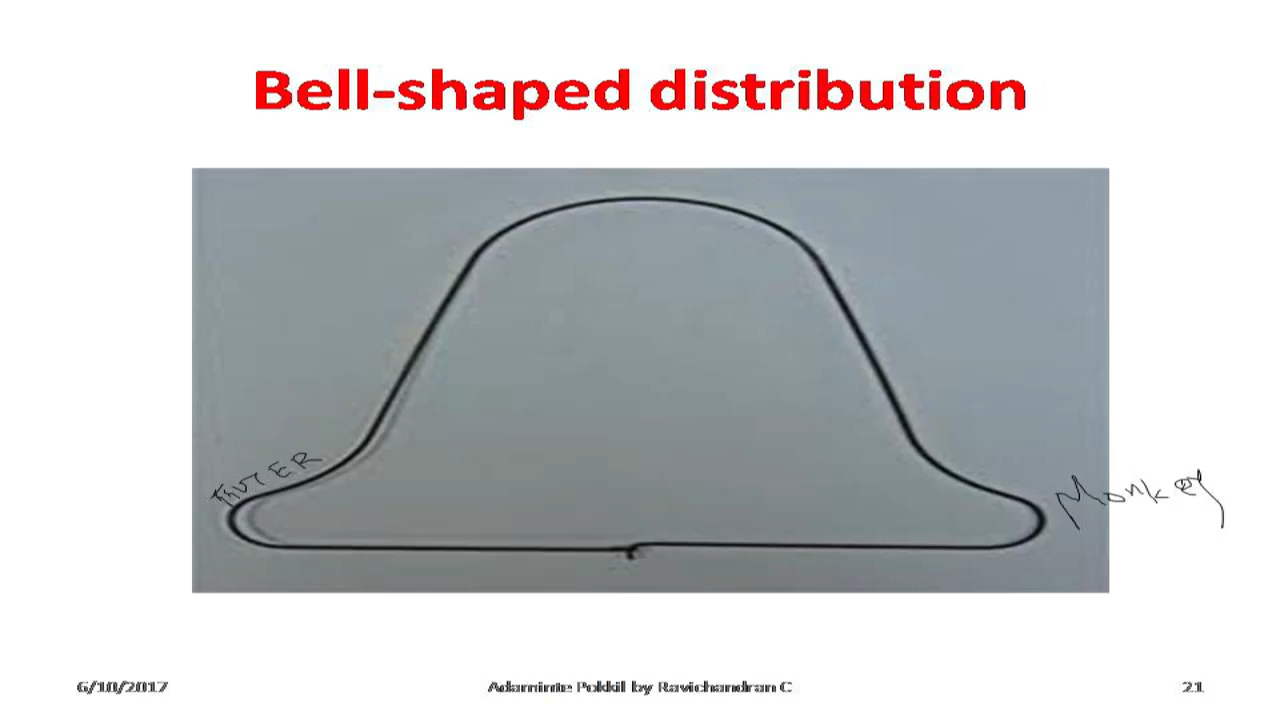 Bell-shaped distribution
Monkey
6/10/2017
Adaminte Pokkil by Ravichandran C
21